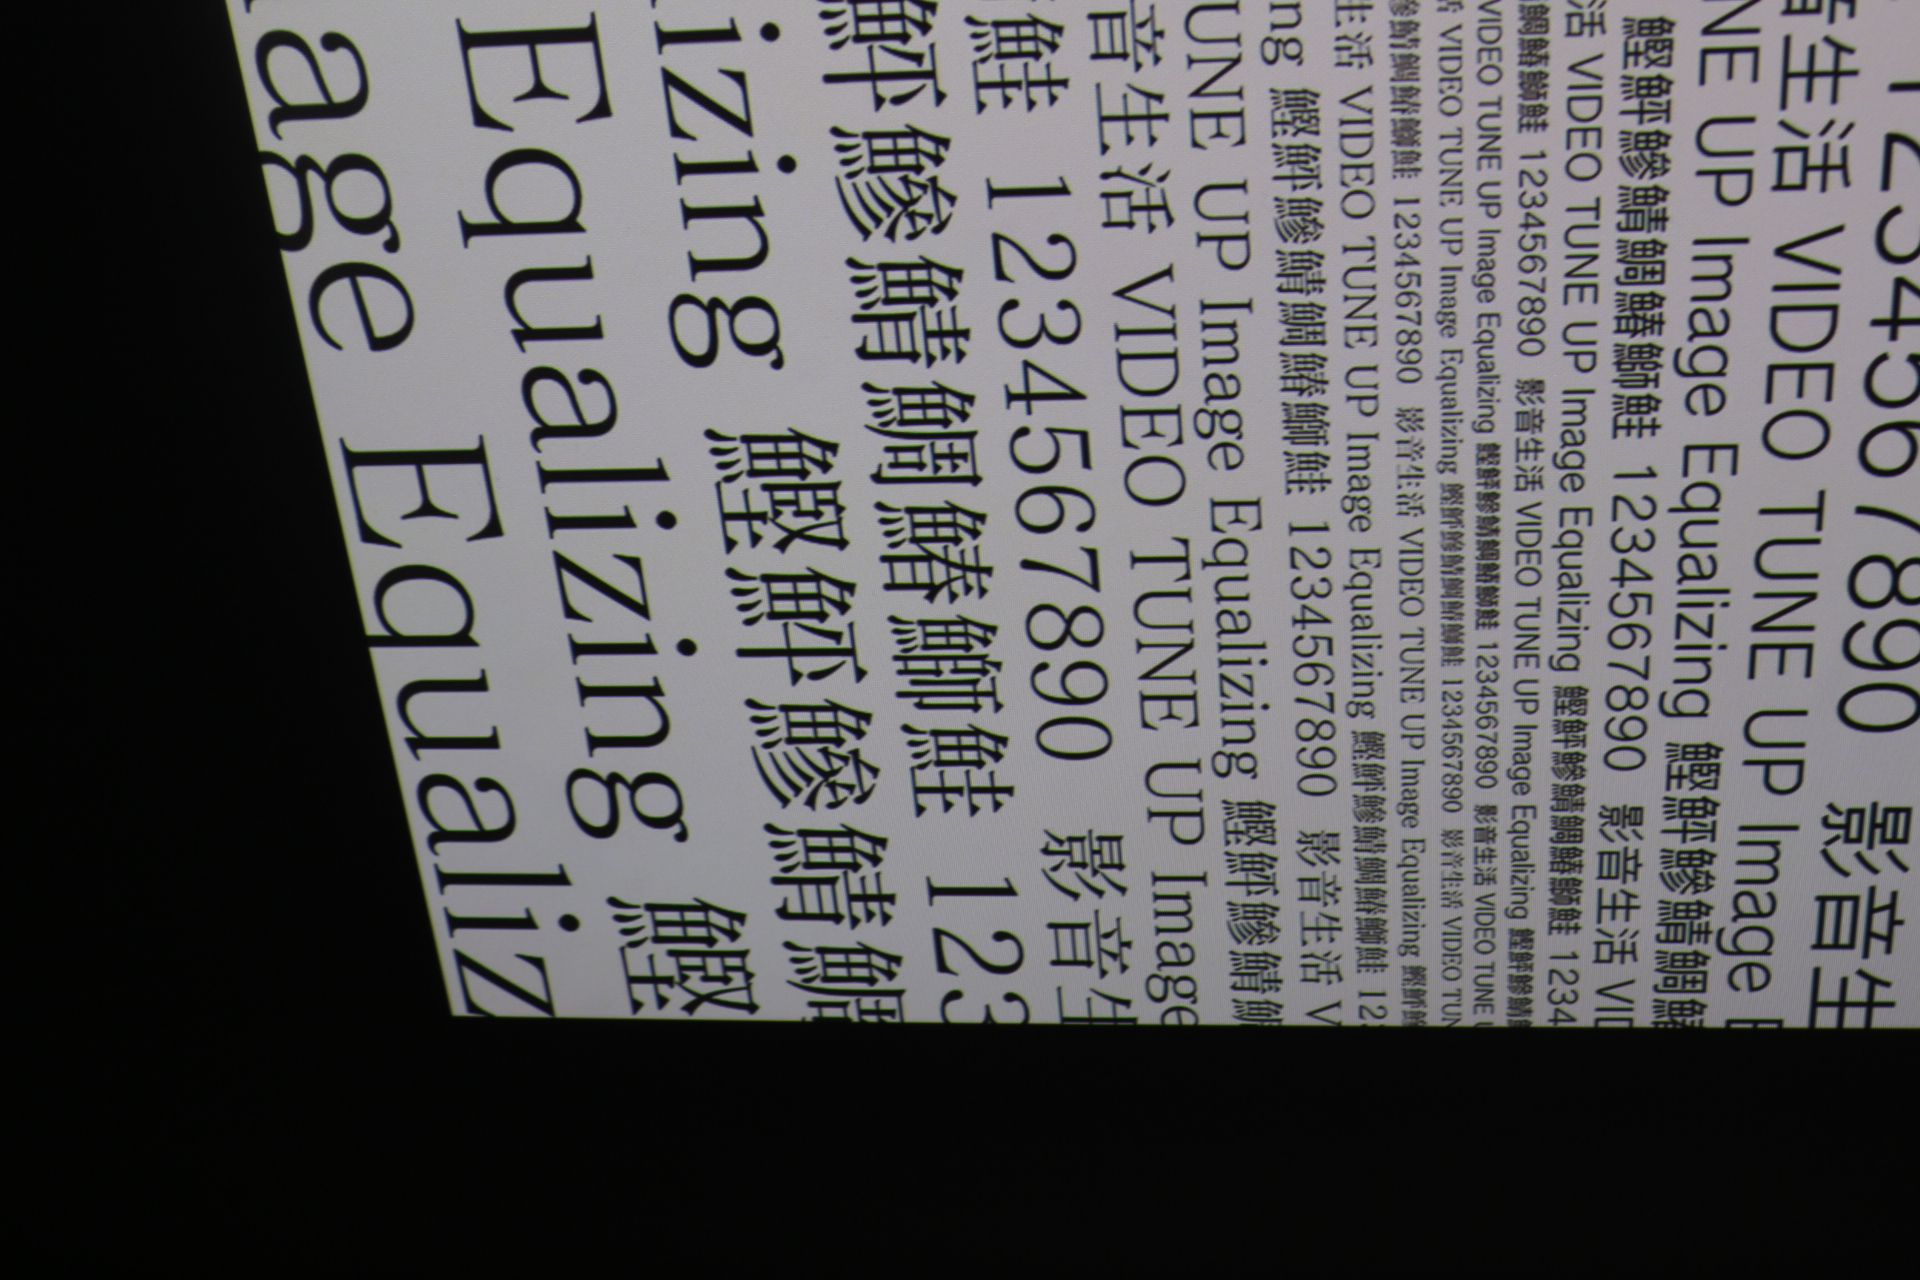 1234567890 影音生
音生活 VIDEO TUNE UP Image E
NE UP Image Equalizing 鰹鮃鰺鯖鯛鰆
鰹鮃鰺鯖鯛鰆鰤鮭 1234567890 影音生活 VID
活 VIDEO TUNE UP Image Equalizing 鰹鮃鰺鯖鯛鰆鰤鮭 1234
鯛鰆鰤鮭 1234567890 影音生活 VIDEO TUNE UP Image Equalizing 鰹鮃鰺鯖
VIDEO TUNE UP Image Equalizing 鰹鮃鰺鯖鯛鰆鰤鮭 1234567890 影音生活 VIDEO TUNE U
活 VIDEO TUNE UP Image Equalizing 鰹鮃鰺鯖鯛鰆鰤鮭 1234567890 影音生活 VIDEO TUN
鰺鯖鯛鰆鰤鮭 1234567890 影音生活 VIDEO TUNE UP Image Equalizing 鰹鮃鰺
生活 VIDEO TUNE UP Image Equalizing 鰹鮃鰺鯖鯛鰆鰤鮭 123
ng 鰹鮃鰺鯖鯛鰆鰤鮭 1234567890 影音生活 V
UNE UP Image Equalizing 鰹鮃鰺鯖鯛
音生活 VIDEO TUNE UP Image
鮭 1234567890 影音生
鮃鰺鯖鯛鰆鰤鮭 123
izing 鰹鮃鰺鯖鯛
Equalizing 鰹
age Equaliz